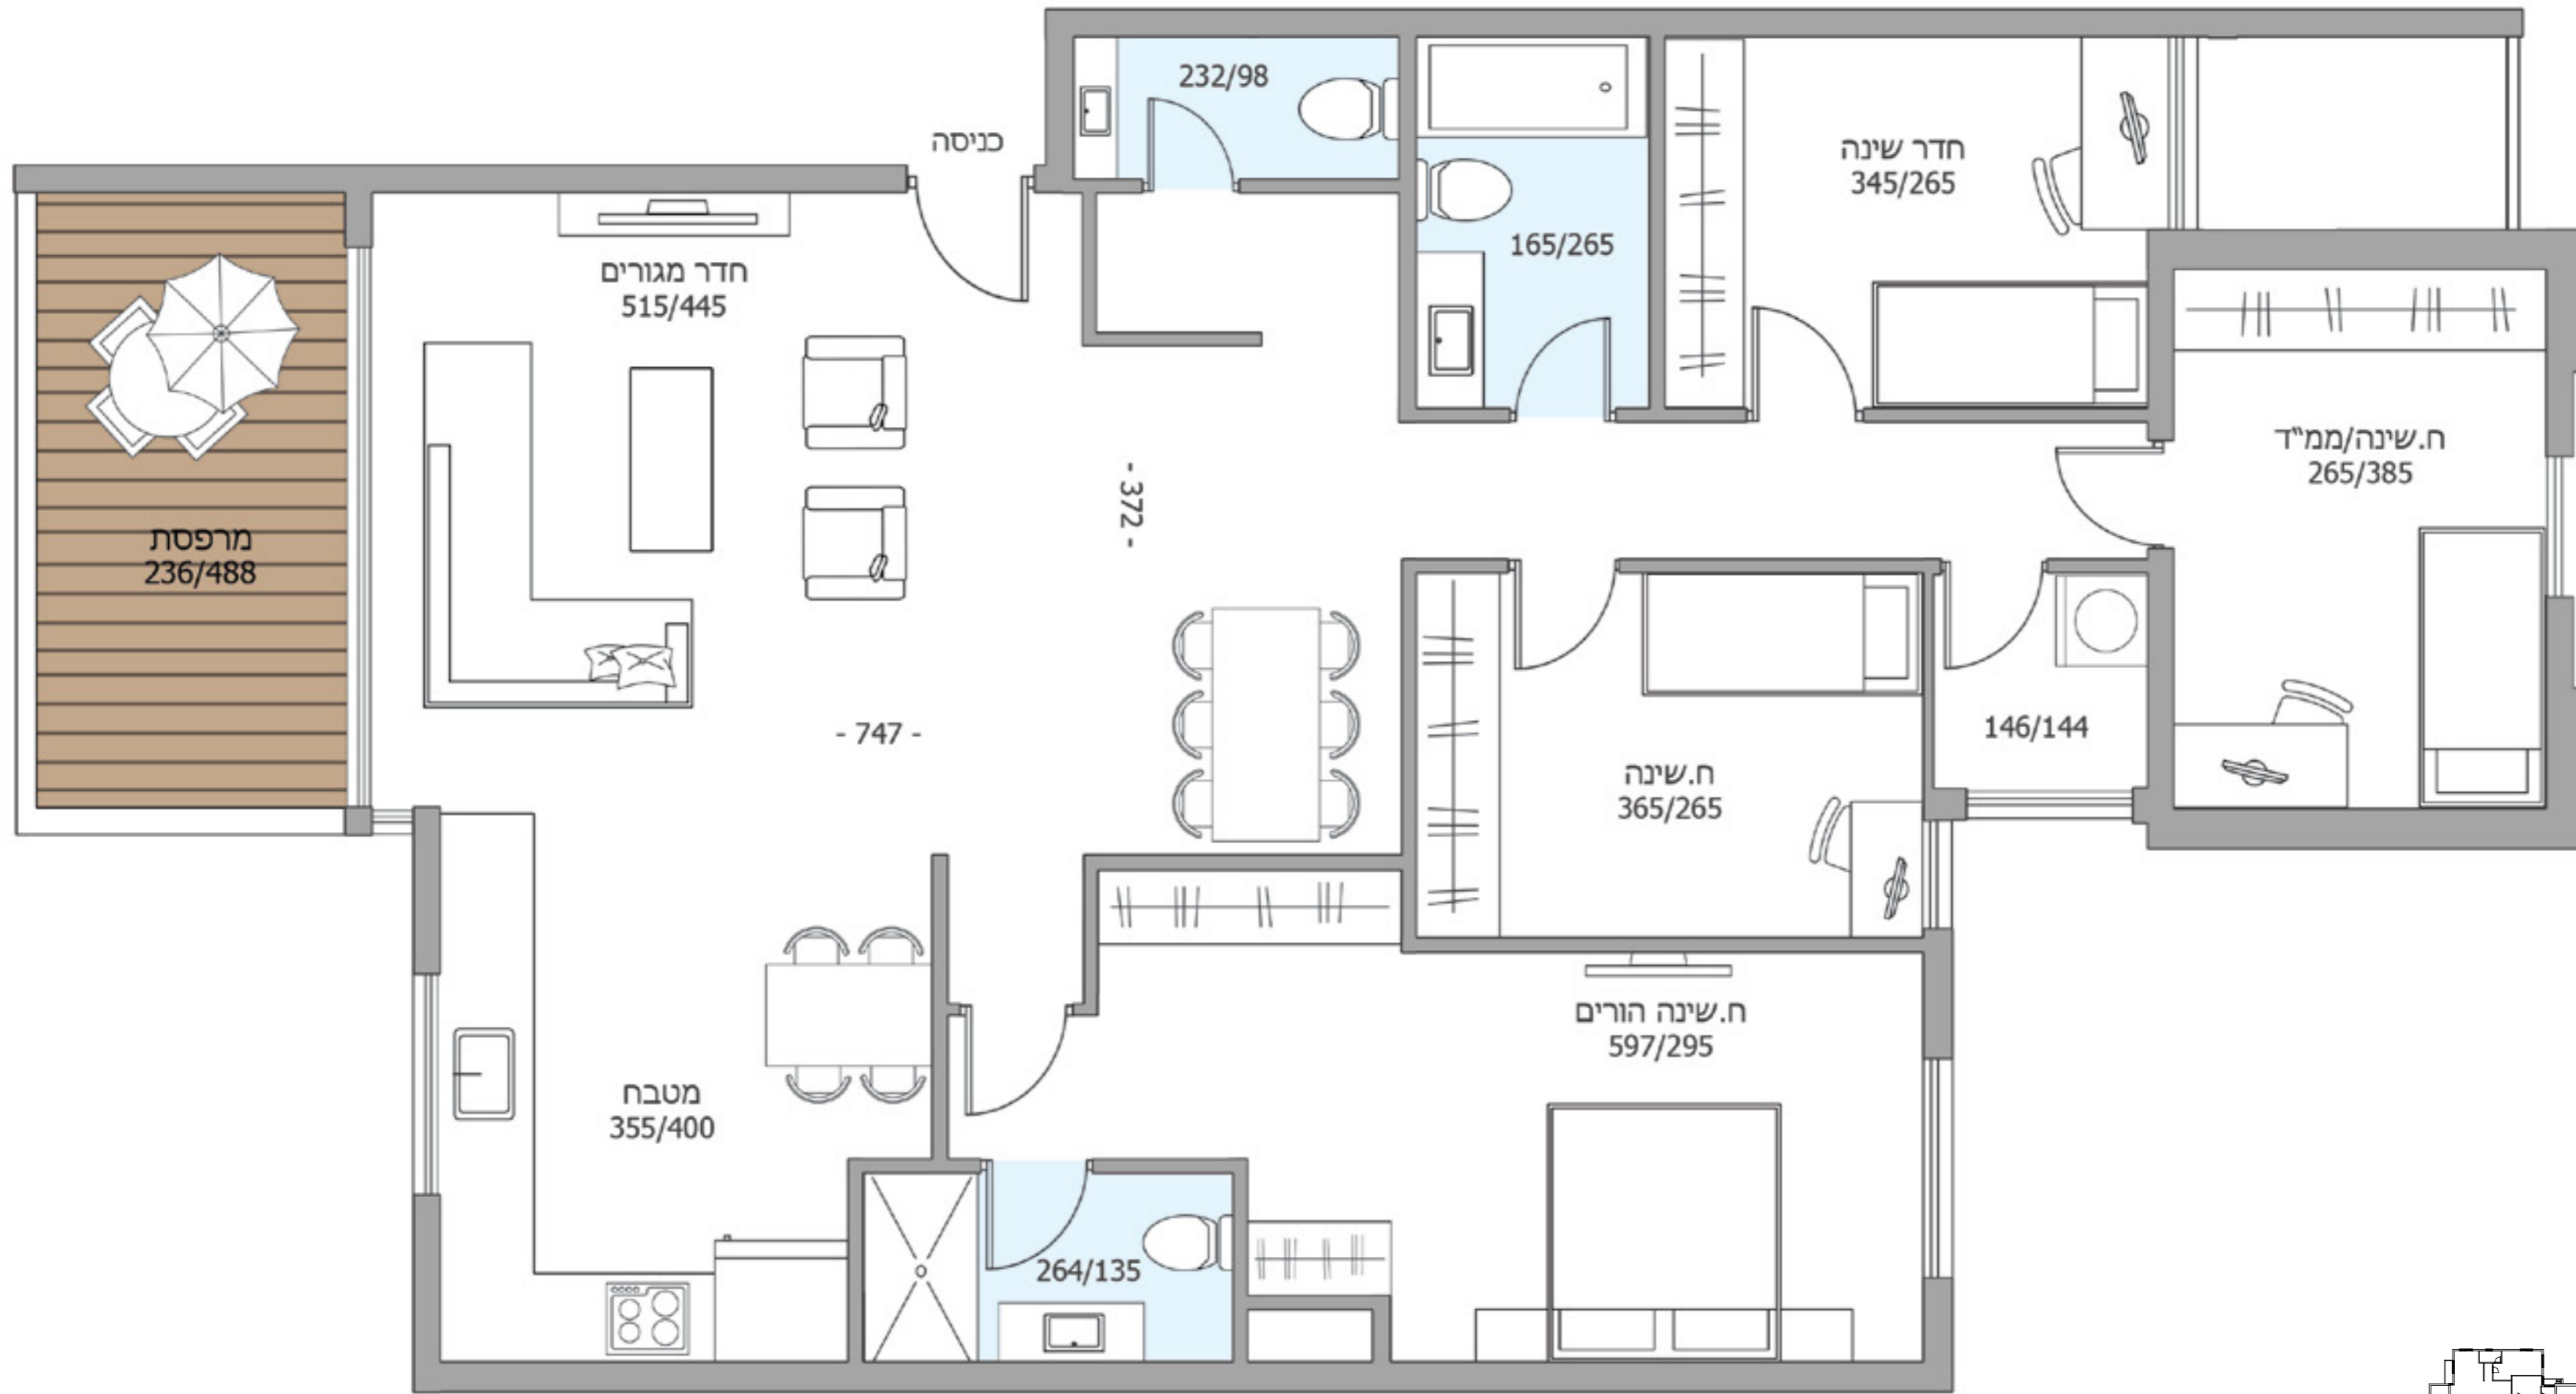 232/98
כניסה
חדר שינה
345/265
165/265
חדר מגורים
515/445
ח.שינה/ממ"ד
265/385
- 372 -
מרפסת
236/488
- 747 -
146/144
ח.שינה
365/265
ח.שינה הורים
597/295
מטבח
355/400
264/135